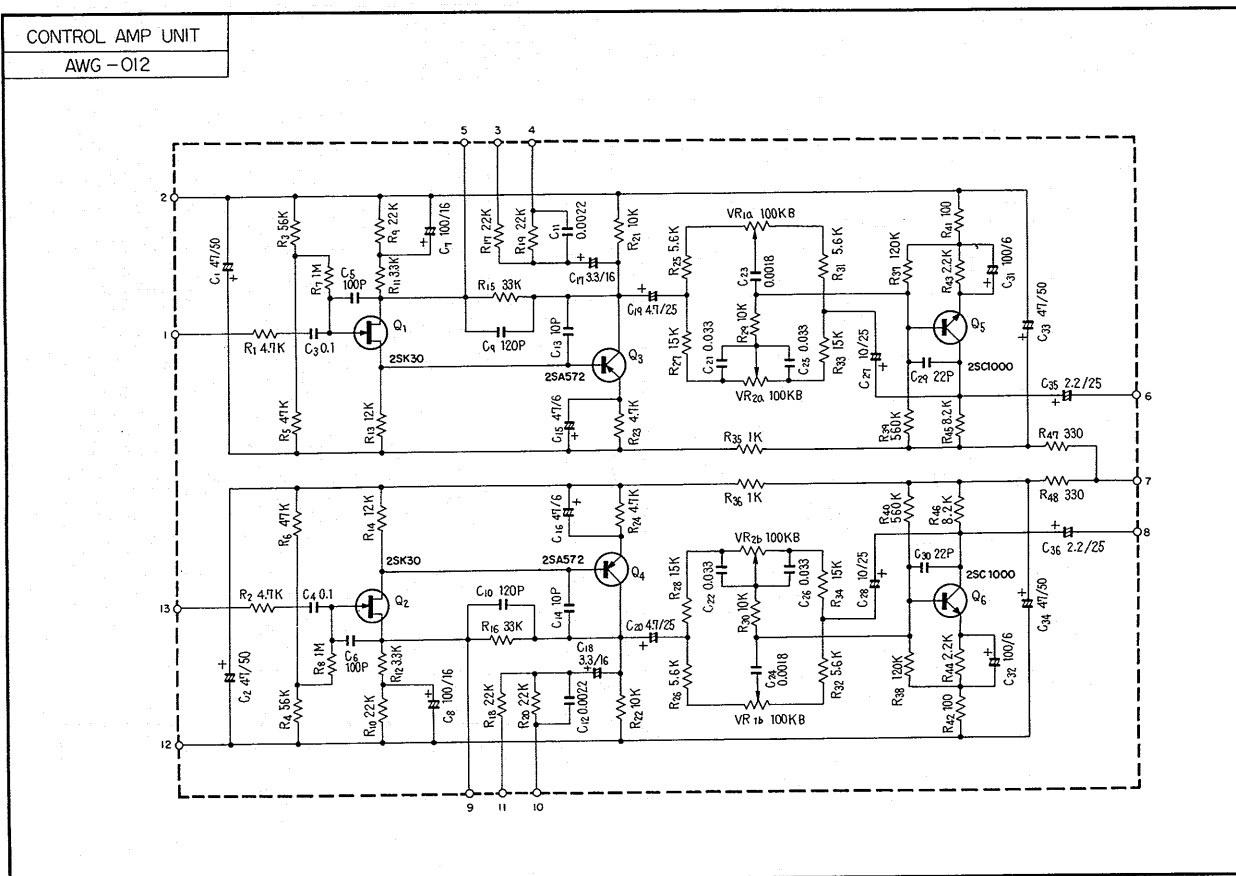 CONTROL AMP UNIT
AWG-012
5 3 4
2
R3 56K
R9 22K
C7 100/16
R17 22K
R19 22K
C11 0.0022
R21 10K
VR1a 100KB
R41 100
C1 47/50
R7 1M
C5 100P
R11 3.3K
R15 33K
C17 3.3/16
R25 5.6K
C23 0.0018
R31 5.6K
R37 120K
R43 2.2K
C31 100/6
C33 47/50
1
R1 4.7K
C3 0.1
Q1
2SK30
C9 120P
C13 10P
C19 4.7/25
Q3
2SA572
R27 15K
C21 0.033
R29 10K
C25 0.033
R33 15K
C27 10/25
Q5
2SC1000
C29 22P
VR2a 100KB
C35 2.2/25
6
R5 47K
R13 12K
C15 47/6
R23 4.7K
R35 1K
R39 560K
R45 8.2K
R47 330
7
R6 47K
R14 12K
C16 47/6
R24 4.7K
R36 1K
R40 560K
R46 8.2K
R48 330
8
2SK30
2SA572
Q4
VR2b 100KB
C36 2.2/25
R28 15K
C22 0.033
R30 10K
C26 0.033
R34 15K
C28 10/25
C30 22P
2SC1000
Q6
C34 47/50
13
R2 4.7K
C4 0.1
Q2
C10 120P
R16 33K
C14 10P
C20 4.7/25
C18 3.3/16
C2 47/50
R8 1M
C6 100P
R12 3.3K
R4 56K
R10 22K
C8 100/16
R18 22K
R20 22K
C12 0.0022
R22 10K
R26 5.6K
C24 0.0018
R32 5.6K
VR1b 100KB
R38 120K
R44 2.2K
C32 100/6
R42 100
12
9 11 10